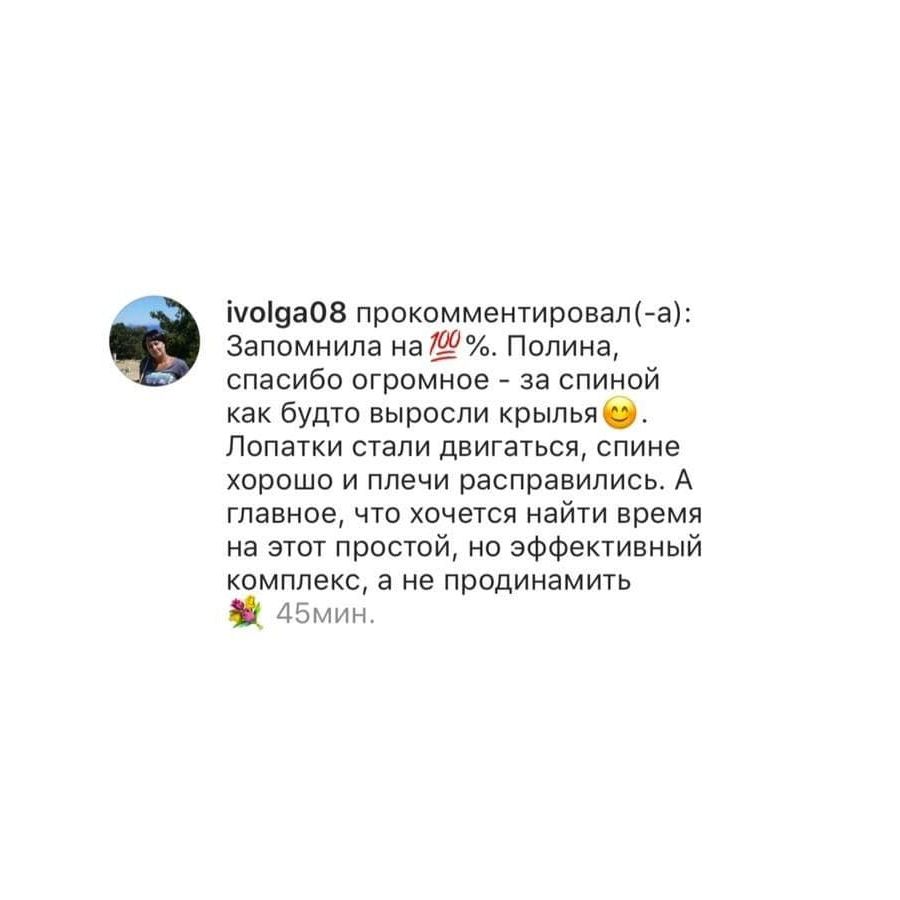 ivolga08 прокомментировал(-а):
Запомнила на 💯%. Полина,
спасибо огромное - за спиной
как будто выросли крылья😊.
Лопатки стали двигаться, спине
хорошо и плечи расправились. А
главное, что хочется найти время
на этот простой, но эффективный
комплекс, а не продинамить
💐 45мин.